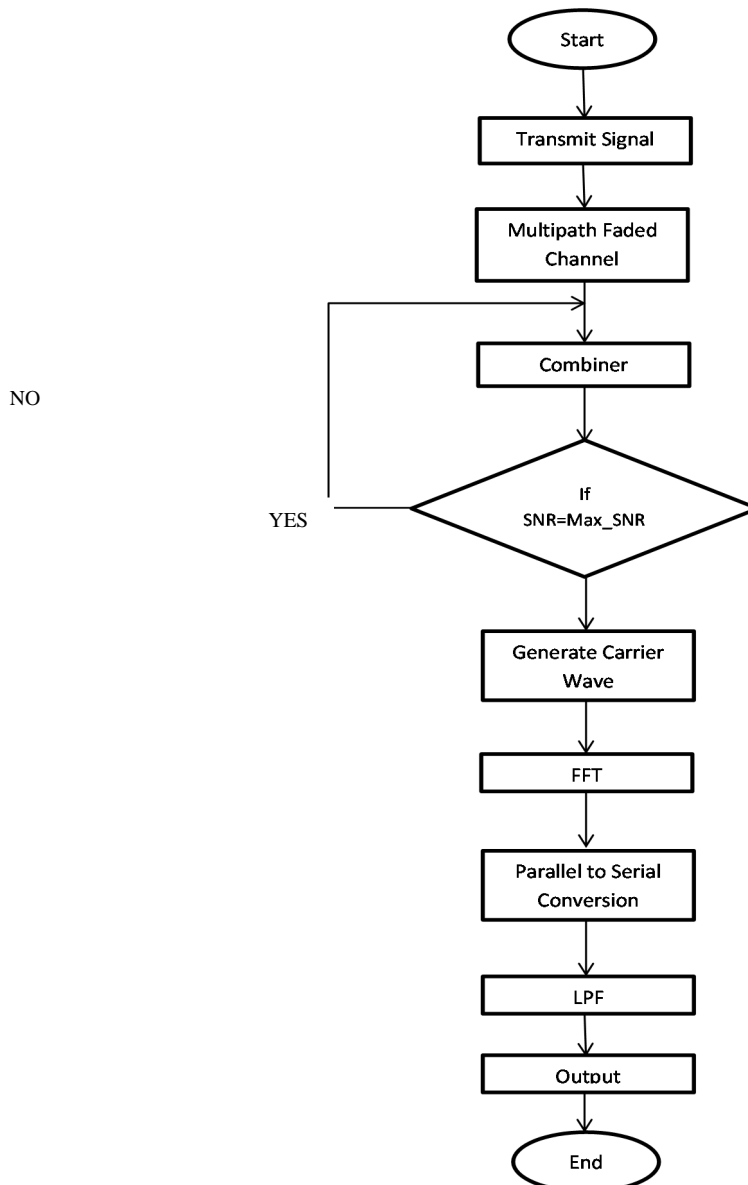 Start
Transmit Signal
Multipath Faded
Channel
Combiner
NO
If
SNR=Max_SNR
YES
Generate Carrier
Wave
FFT
Parallel to Serial
Conversion
LPF
Output
End